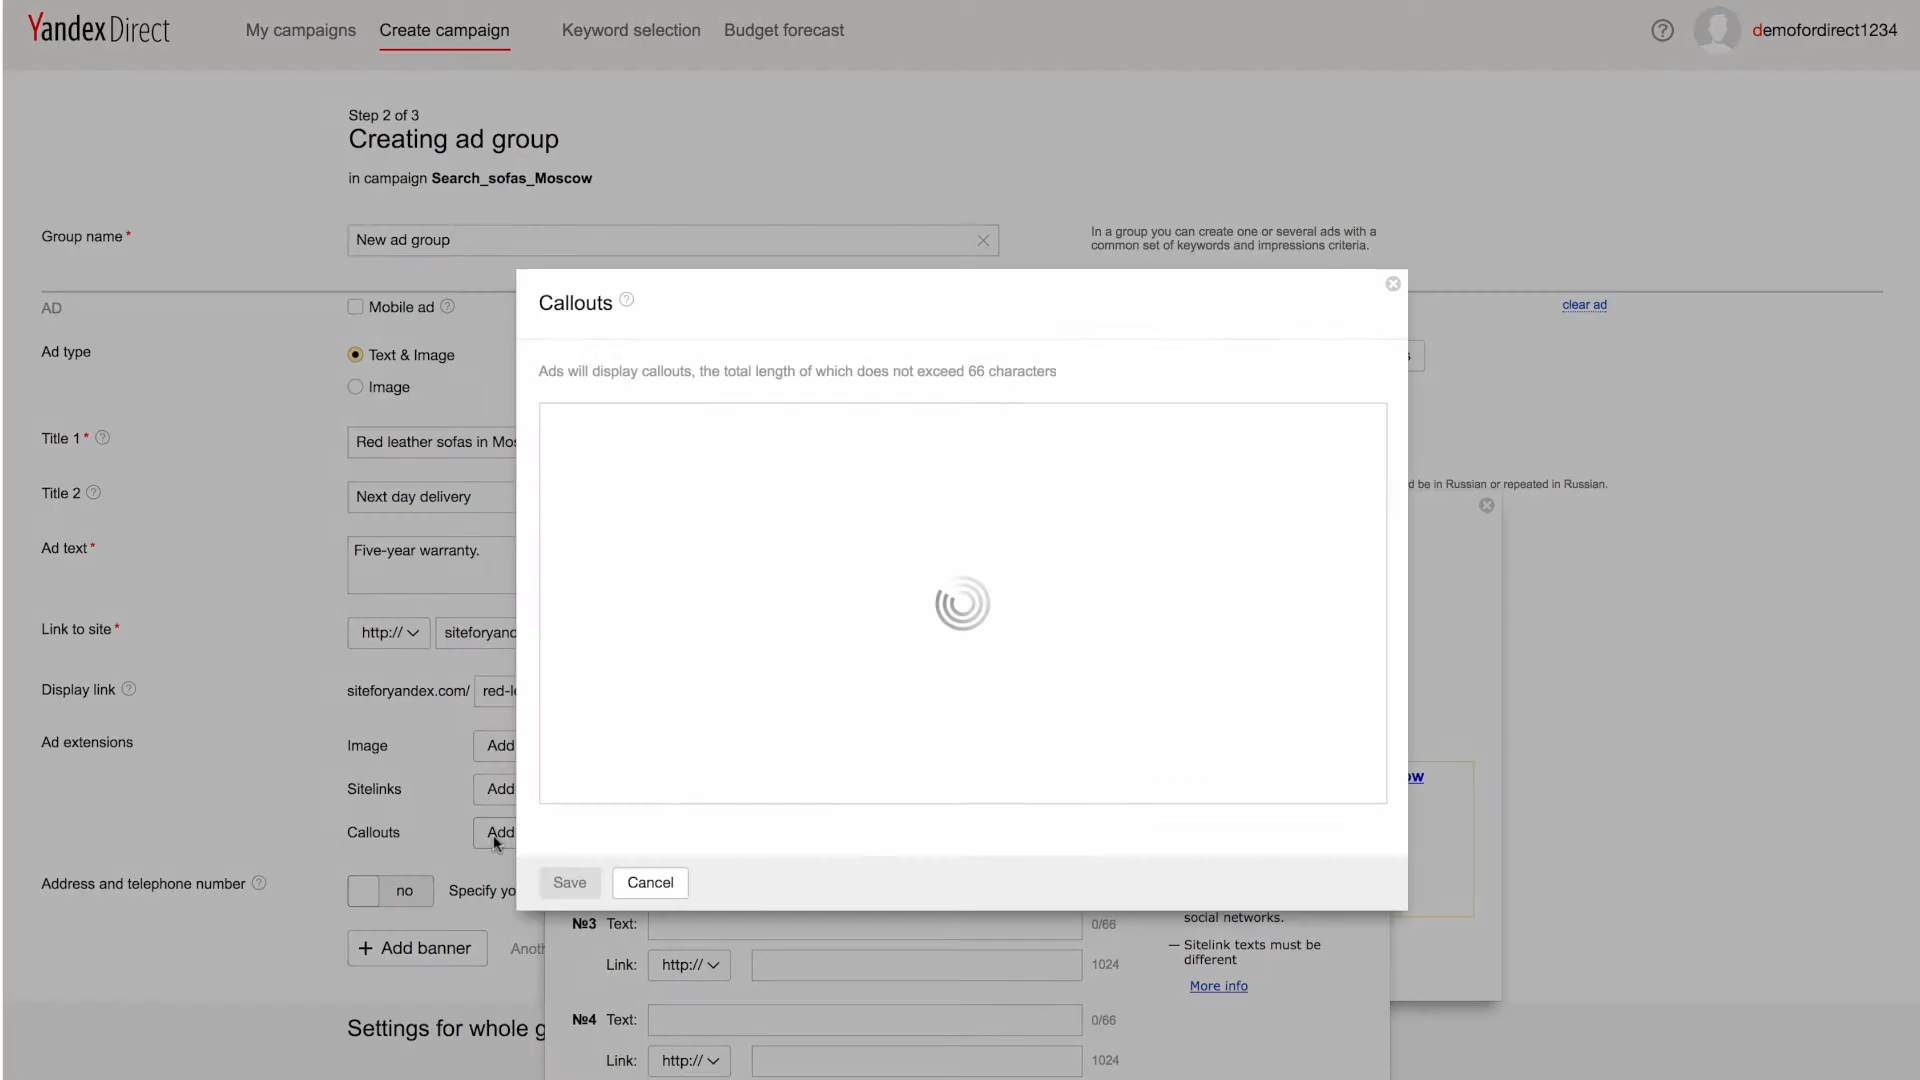 Yandex Direct
My campaigns
Create campaign
Keyword selection
Budget forecast
demofordirect1234
Step 2 of 3
Creating ad group
in campaign Search_sofas_Moscow
Group name *
New ad group
In a group you can create one or several ads with a
common set of keywords and impressions criteria.
AD
Mobile ad
clear ad
Ad type
Text & Image
Image
Title 1 *
Red leather sofas in Mos
Title 2
Next day delivery
Ad text *
Five-year warranty.
Link to site *
http://
siteforyand
Display link
siteforyandex.com/
red-le
Ad extensions
Image
Add
Sitelinks
Add
Callouts
Add
Address and telephone number
no
Specify yo
+ Add banner
Anoth
Settings for whole g
Callouts
Ads will display callouts, the total length of which does not exceed 66 characters
Save
Cancel
d be in Russian or repeated in Russian.
ow
№3 Text:
0/66
Link:
http://
1024
№4 Text:
0/66
Link:
http://
1024
social networks.
— Sitelink texts must be
different
More info